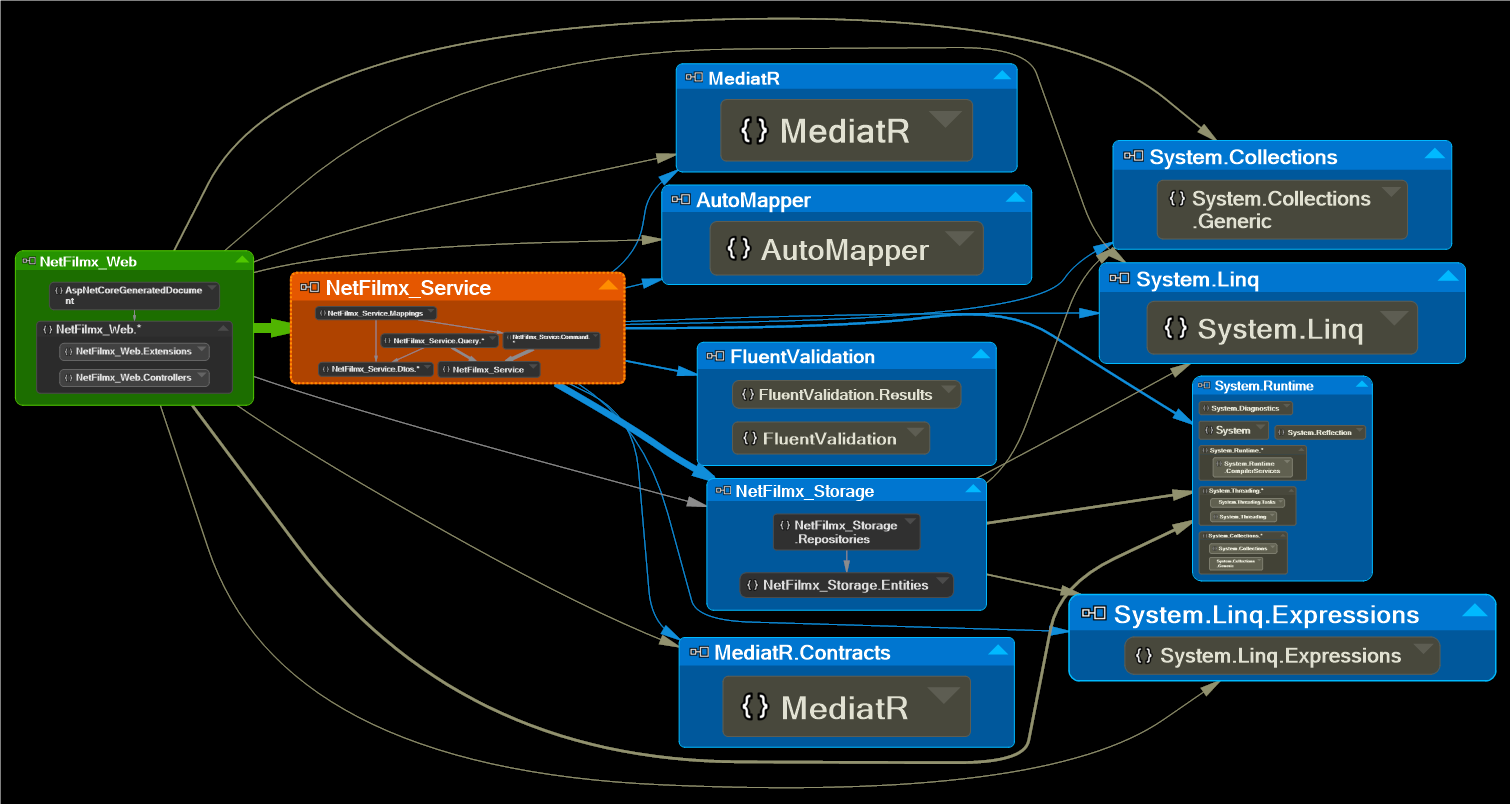 NetFilmx_Web
{} AspNetCoreGeneratedDocume
nt
{} NetFilmx_Web.*
{} NetFilmx_Web.Extensions
{} NetFilmx_Web.Controllers
NetFilmx_Service
{} NetFilmx_Service.Mappings
{} NetFilmx_Service.Query.*
{} NetFilmx_Service.Command.
*
{} NetFilmx_Service.Dtos.*
{} NetFilmx_Service
MediatR
{} MediatR
AutoMapper
{} AutoMapper
FluentValidation
{} FluentValidation.Results
{} FluentValidation
NetFilmx_Storage
{} NetFilmx_Storage
.Repositories
{} NetFilmx_Storage.Entities
MediatR.Contracts
{} MediatR
System.Collections
{} System.Collections
.Generic
System.Linq
{} System.Linq
System.Runtime
{} System.Diagnostics
{} System
{} System.Reflection
{} System.Runtime.*
{} System.Runtime
.CompilerServices
{} System.Threading.*
{} System.Threading.Tasks
{} System.Threading
{} System.Collections.*
{} System.Collections
System.Collections
.Generic
System.Linq.Expressions
{} System.Linq.Expressions